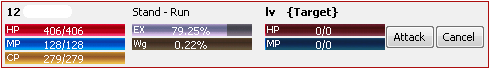 12 Stand - Run lv {Target}
HP 406/406 EX 79.25% HP 0/0 Attack Cancel
MP 128/128 Wg 0.22% MP 0/0
CP 279/279